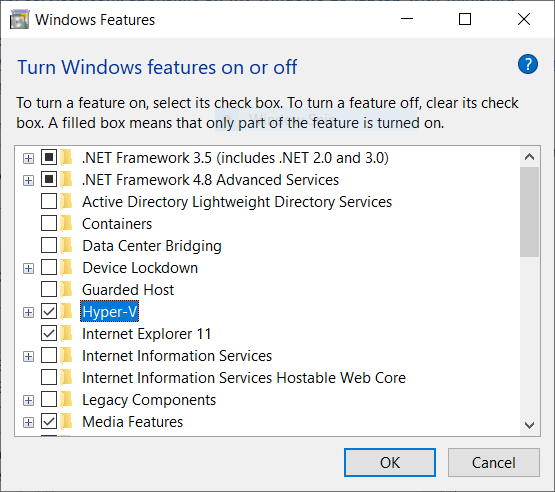 Windows Features
Turn Windows features on or off
?
To turn a feature on, select its check box. To turn a feature off, clear its check
box. A filled box means that only part of the feature is turned on.
.NET Framework 3.5 (includes .NET 2.0 and 3.0)
.NET Framework 4.8 Advanced Services
Active Directory Lightweight Directory Services
Containers
Data Center Bridging
Device Lockdown
Guarded Host
Hyper-V
Internet Explorer 11
Internet Information Services
Internet Information Services Hostable Web Core
Legacy Components
Media Features
OK
Cancel